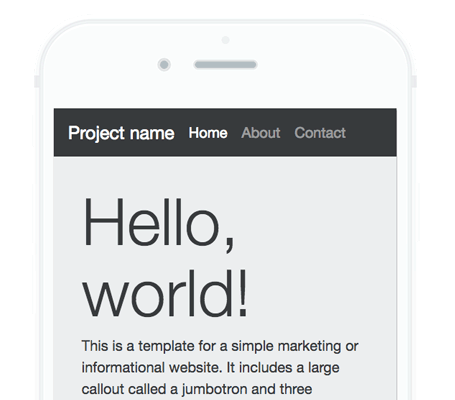 Project name Home About Contact
Hello,
world!
This is a template for a simple marketing or
informational website. It includes a large
callout called a jumbotron and three